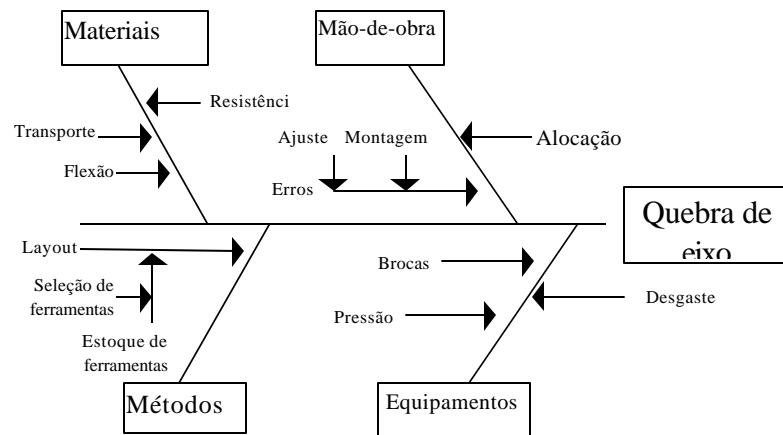 Materiais
Mão-de-obra
Resistênci
Transporte
Flexão
Ajuste
Montagem
Alocação
Erros
Quebra de
eixo
Layout
Brocas
Seleção de
ferramentas
Desgaste
Pressão
Estoque de
ferramentas
Métodos
Equipamentos